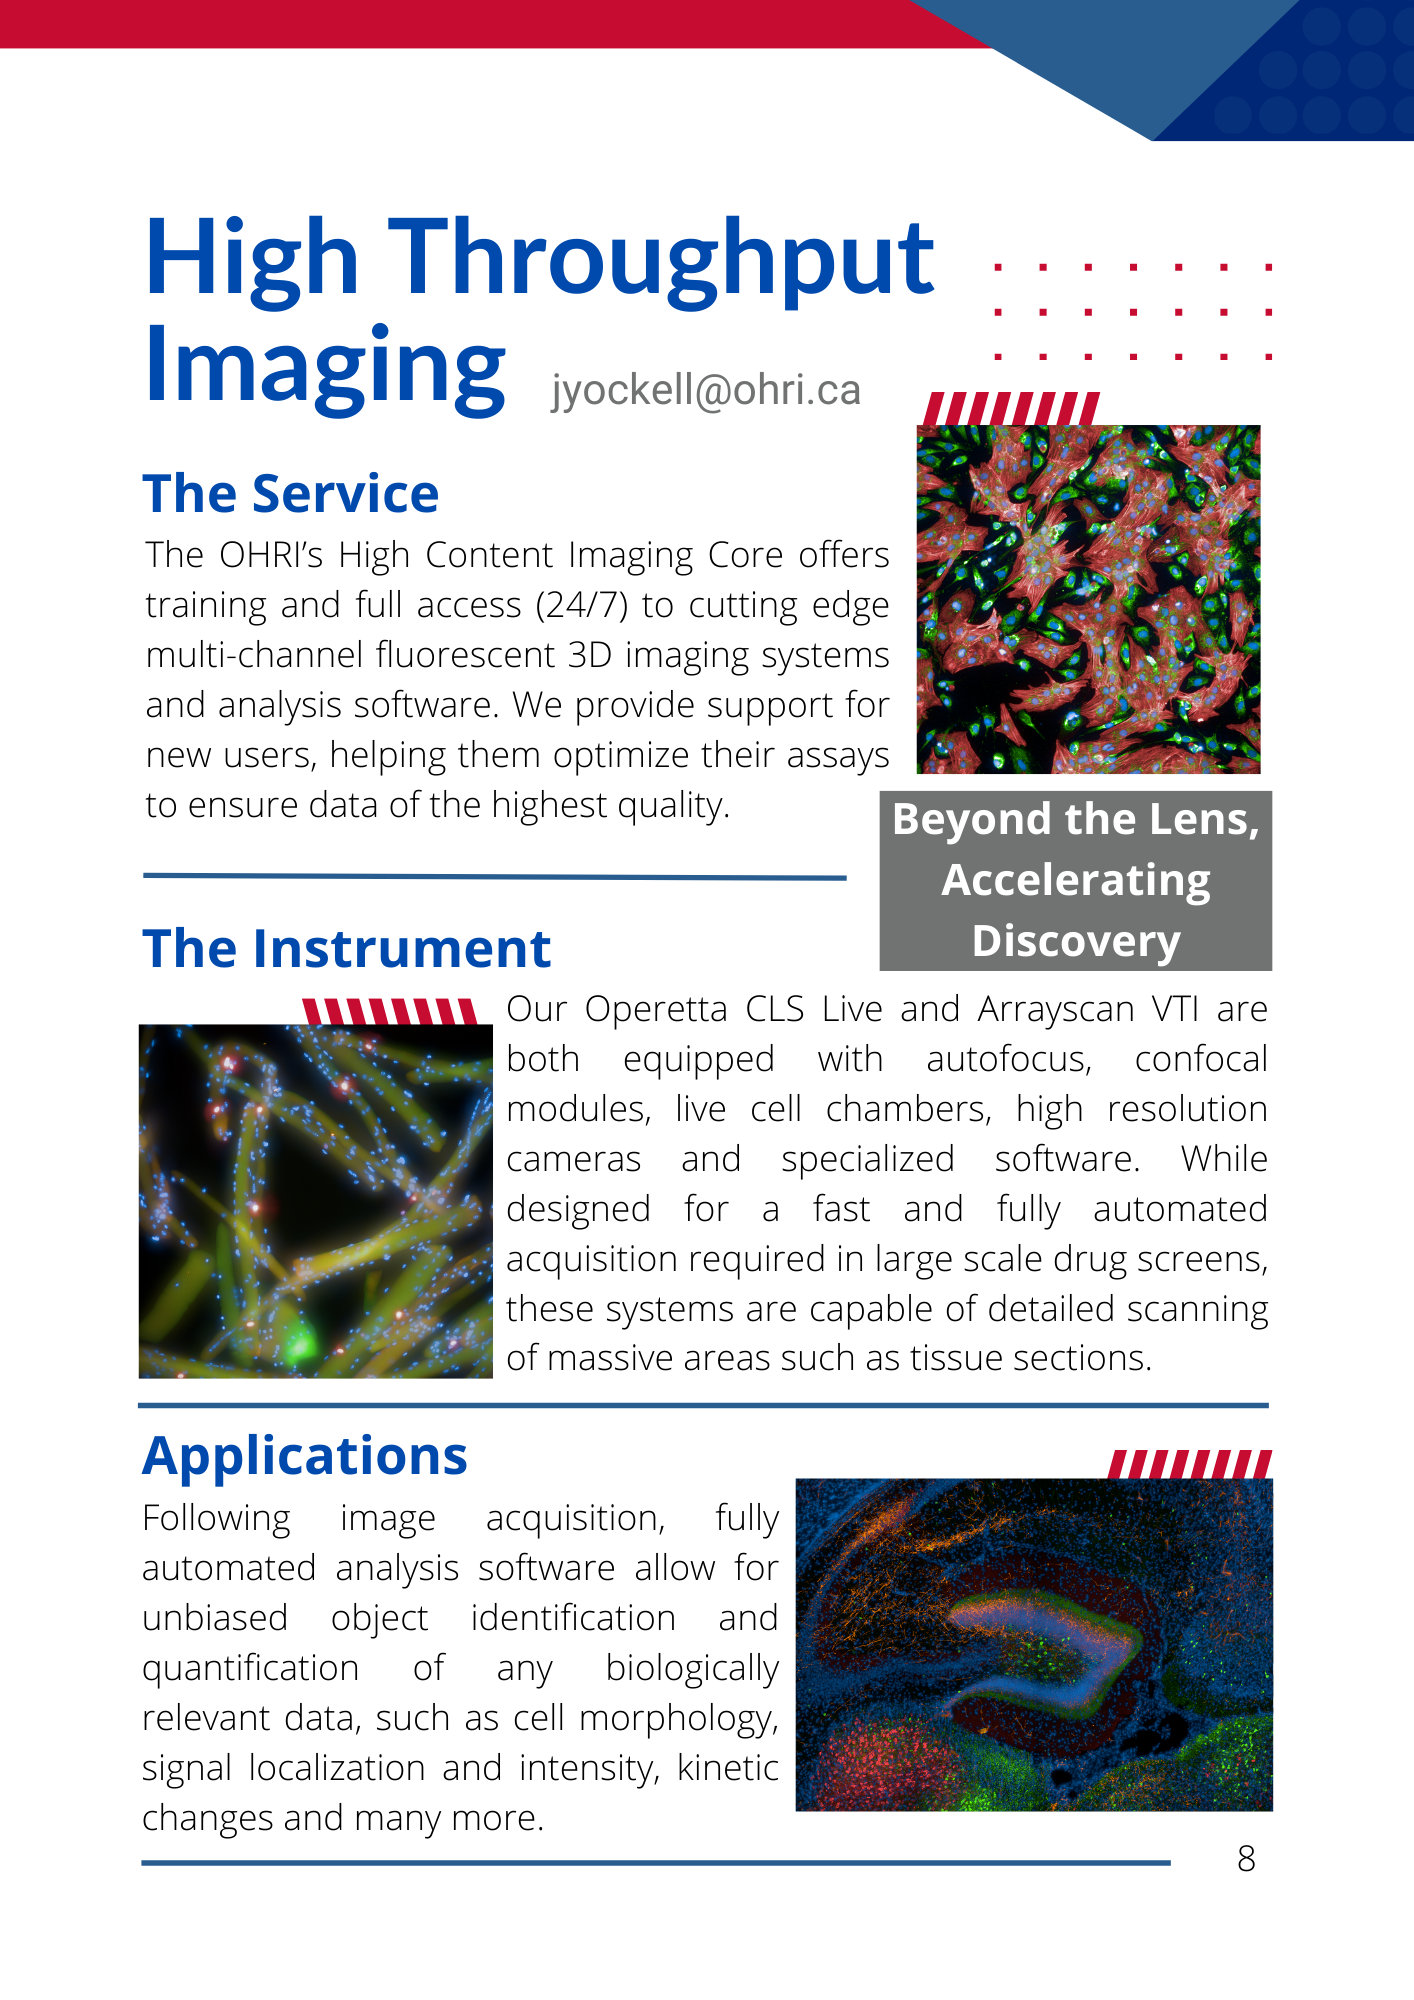 High Throughput
Imaging
jyockell@ohri.ca
The Service
The OHRI’s High Content Imaging Core offers
training and full access (24/7) to cutting edge
multi-channel fluorescent 3D imaging systems
and analysis software. We provide support for
new users, helping them optimize their assays
to ensure data of the highest quality.
Beyond the Lens,
Accelerating
Discovery
The Instrument
Our Operetta CLS Live and Arrayscan VTI are
both equipped with autofocus, confocal
modules, live cell chambers, high resolution
cameras and specialized software. While
designed for a fast and fully automated
acquisition required in large scale drug screens,
these systems are capable of detailed scanning
of massive areas such as tissue sections.
Applications
Following image acquisition, fully
automated analysis software allow for
unbiased object identification and
quantification of any biologically
relevant data, such as cell morphology,
signal localization and intensity, kinetic
changes and many more.
8